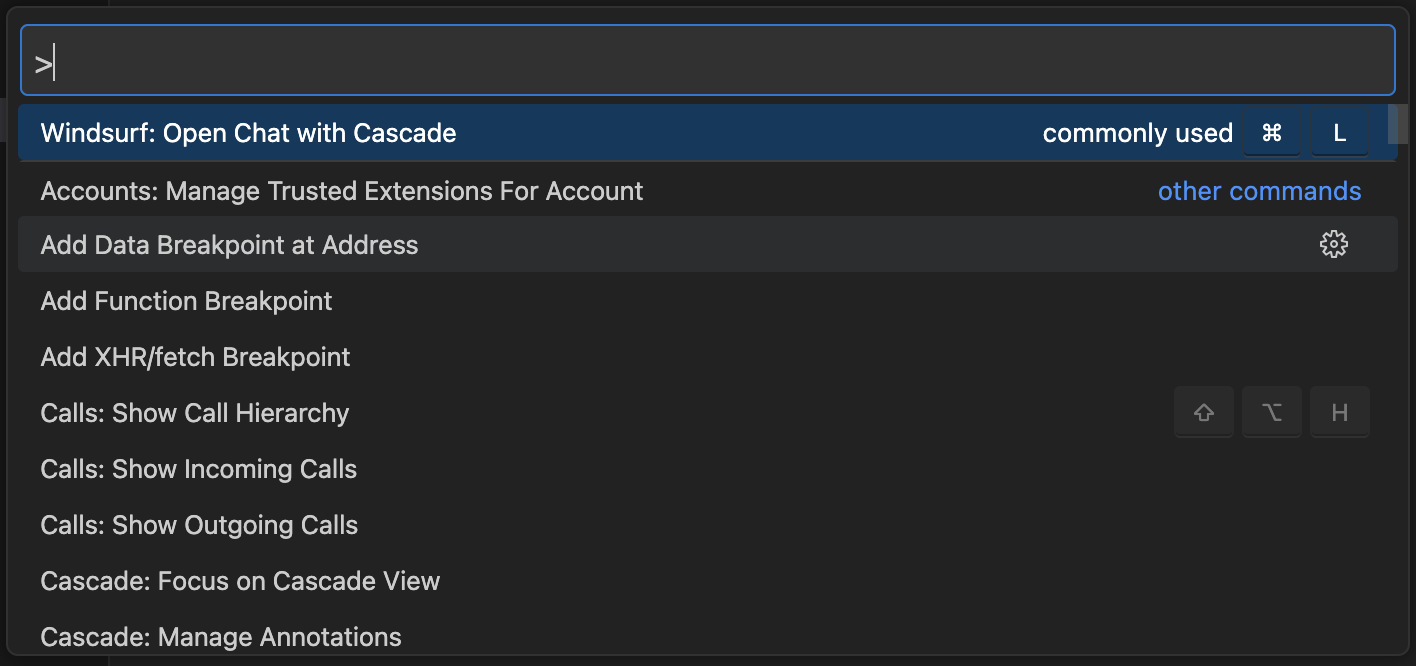 >
Windsurf: Open Chat with Cascade commonly used ⌘ L
Accounts: Manage Trusted Extensions For Account other commands
Add Data Breakpoint at Address
Add Function Breakpoint
Add XHR/fetch Breakpoint
Calls: Show Call Hierarchy ⇧ ⌥ H
Calls: Show Incoming Calls
Calls: Show Outgoing Calls
Cascade: Focus on Cascade View
Cascade: Manage Annotations